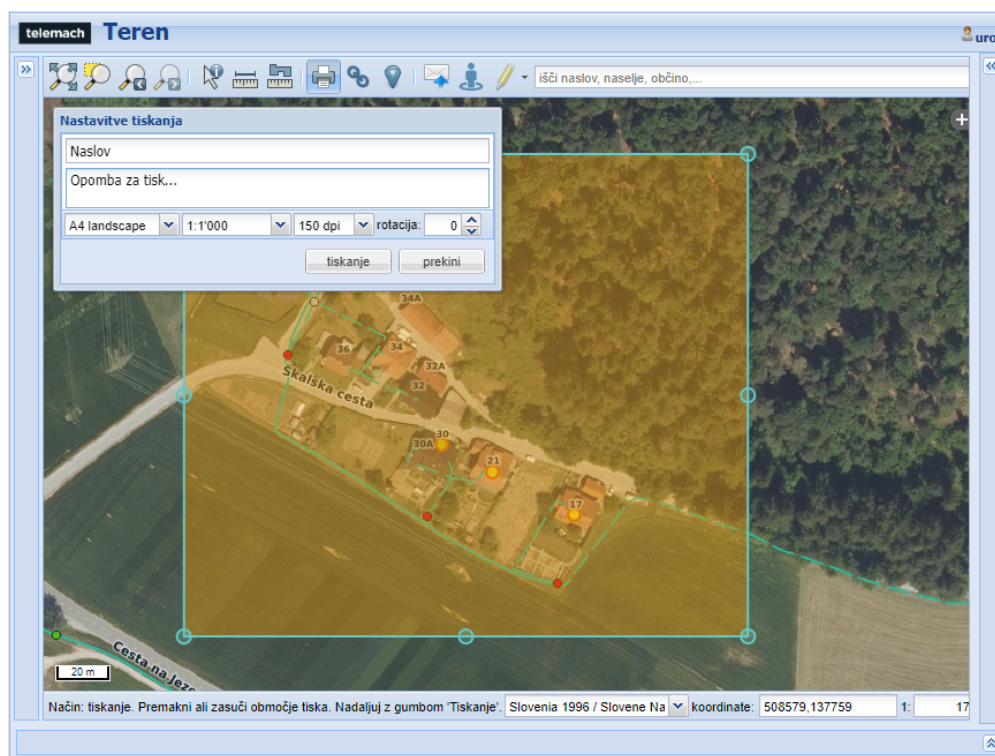 telemach Teren
uro
išči naslov, naselje, občino,...
Nastavitve tiskanja
Naslov
Opomba za tisk...
A4 landscape 1:1'000 150 dpi rotacija: 0
tiskanje prekini
34A
36
34
32A
32
Škalska cesta
30
30A
21
17
Cesta na Jeze
20 m
Način: tiskanje. Premakni ali zasuči območje tiska. Nadaljuj z gumbom 'Tiskanje'. Slovenia 1996 / Slovene Na koordinate: 508579,137759 1: 17